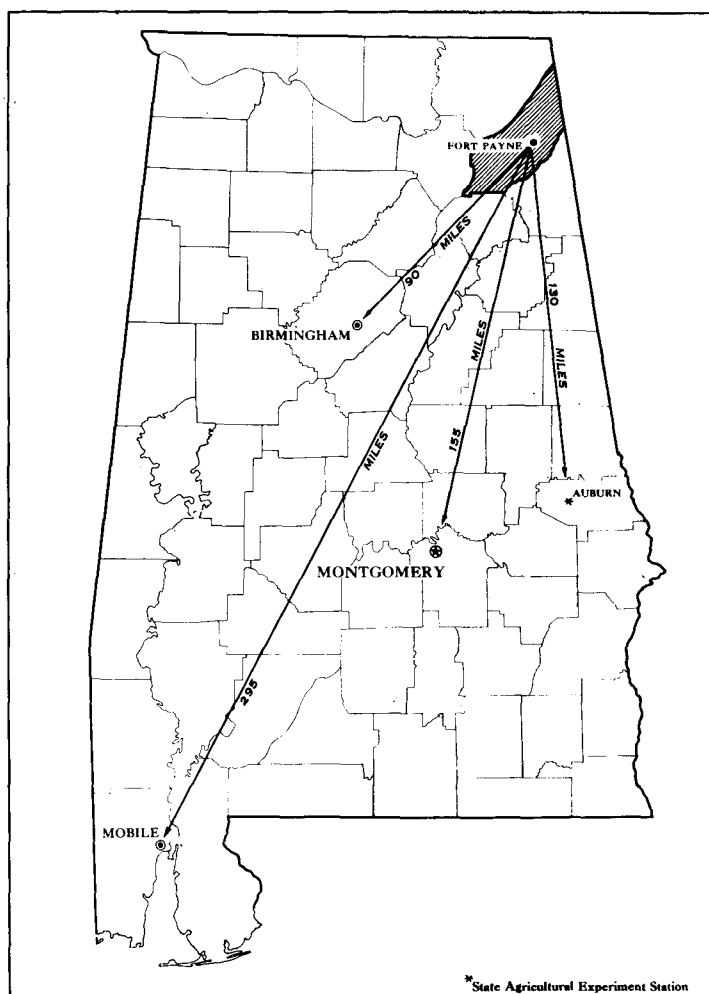 FORT PAYNE
90 MILES
BIRMINGHAM
130 MILES
155 MILES
295 MILES
AUBURN
*
MONTGOMERY
MOBILE
*State Agricultural Experiment Station